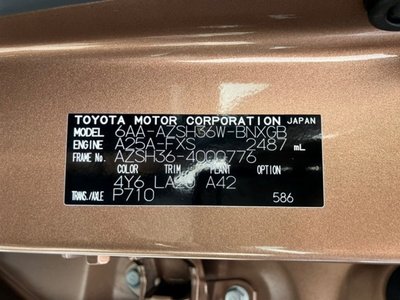 TOYOTA MOTOR CORPORATION JAPAN
MODEL 6AA-AZSH36W-BNXGB
ENGINE A25A-FXS 2487 mL
FRAME No. AZSH36-4000776
COLOR TRIM PLANT OPTION
4Y6 LA20 A42
TRANS./AXLE P710 586